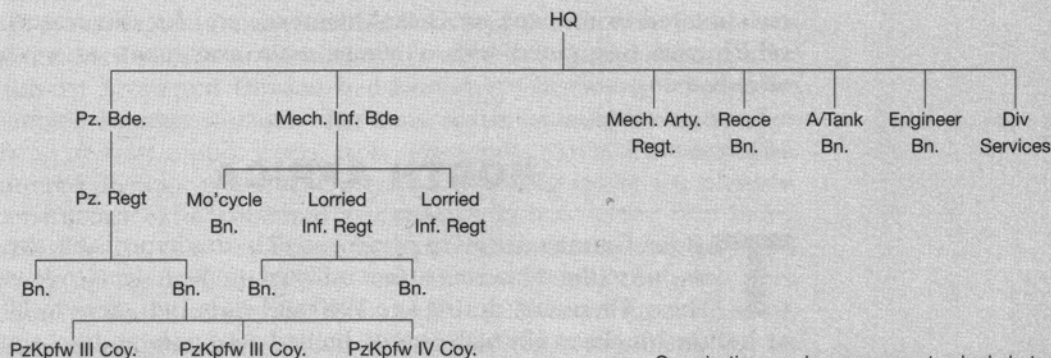 HQ
Pz. Bde.
Mech. Inf. Bde
Mech. Arty.
Regt.
Recce
Bn.
A/Tank
Bn.
Engineer
Bn.
Div
Services
Pz. Regt
Mo'cycle
Bn.
Lorried
Inf. Regt
Lorried
Inf. Regt
Bn.
Bn.
Bn.
Bn.
PzKpfw III Coy.
PzKpfw III Coy.
PzKpfw IV Coy.